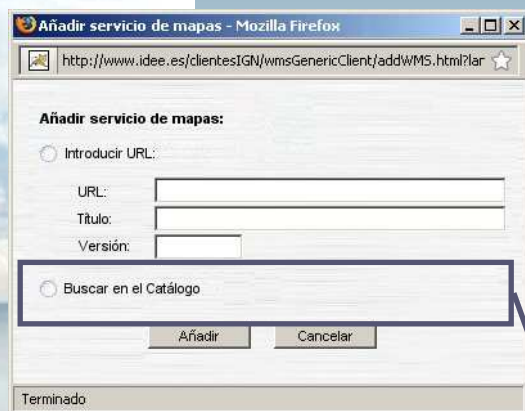 Añadir servicio de mapas - Mozilla Firefox
http://www.idee.es/clientesIGN/wmsGenericClient/addWMS.html?lar
Añadir servicio de mapas:
Introducir URL:
URL:
Título:
Versión:
Buscar en el Catálogo
Añadir Cancelar
Terminado